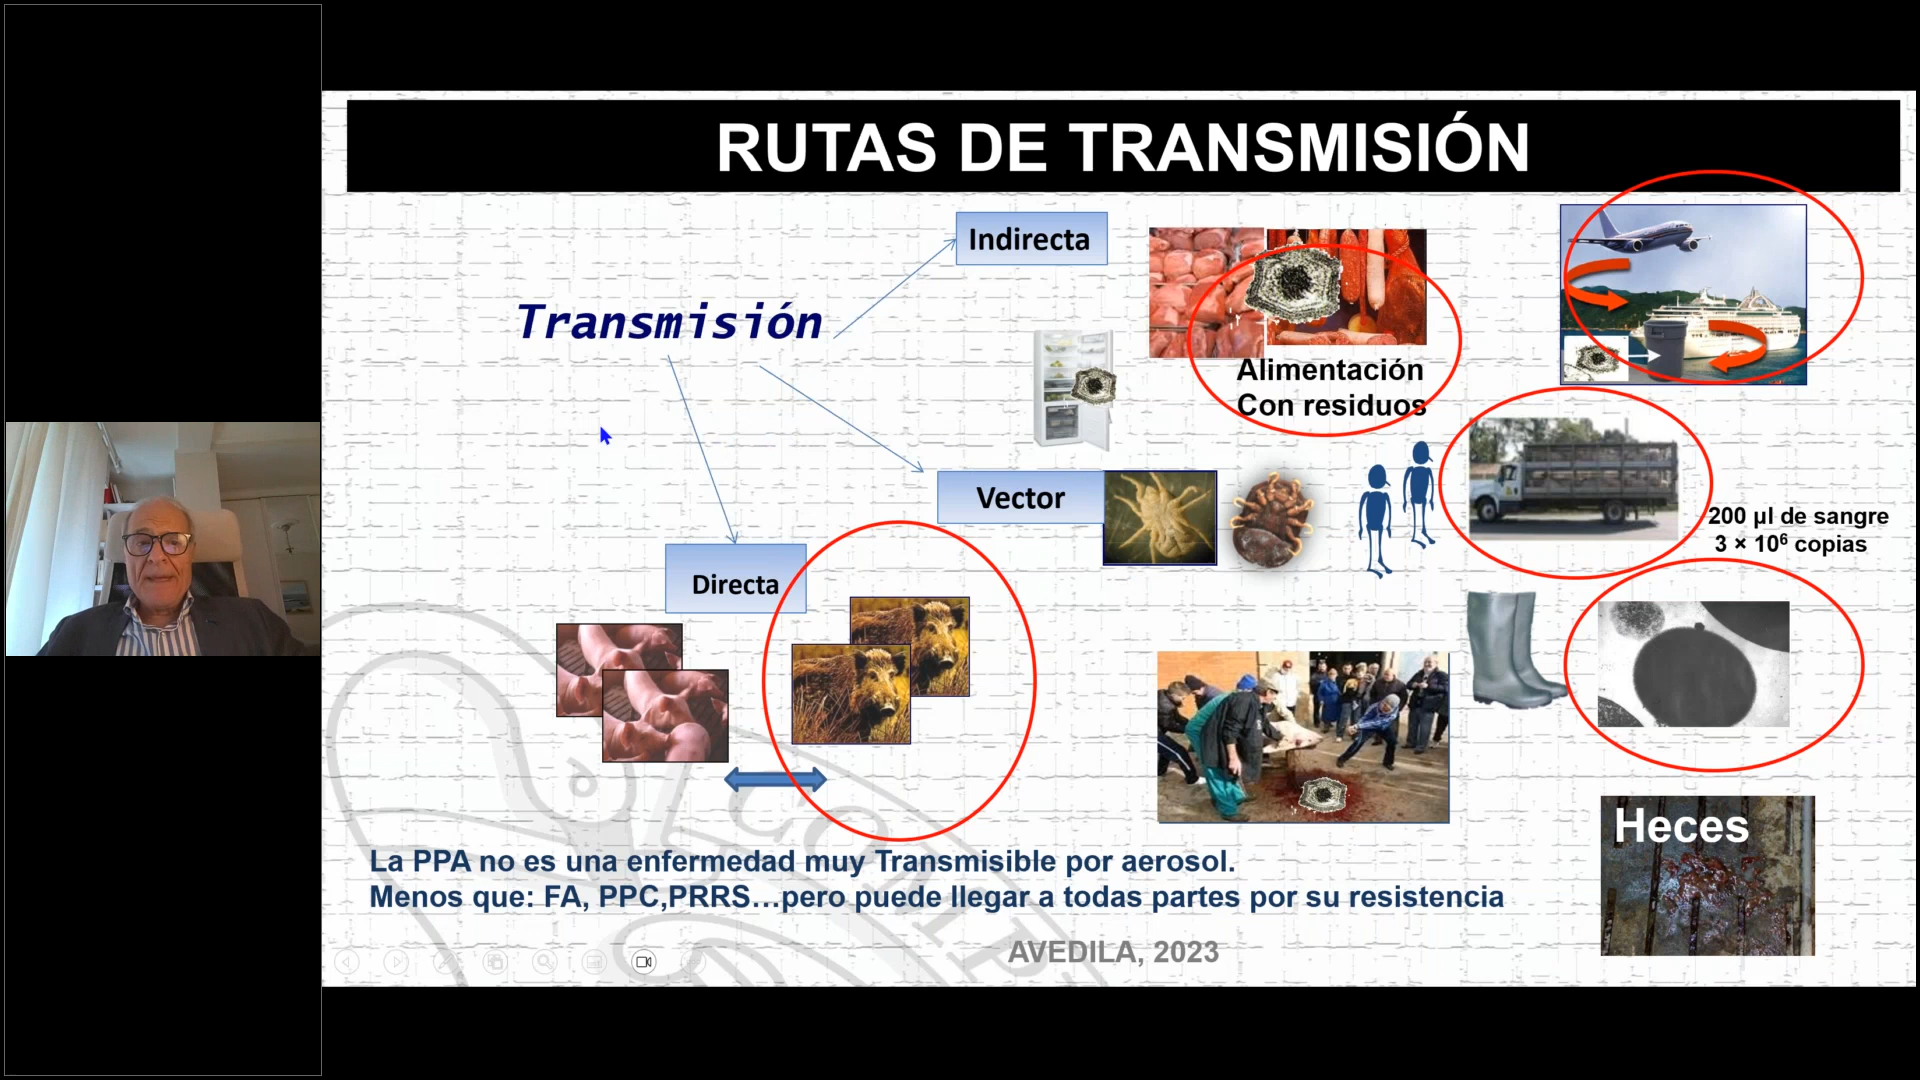 RUTAS DE TRANSMISIÓN
Indirecta
Transmisión
Alimentación
Con residuos
Vector
200 µl de sangre
3 × 10⁶ copias
Directa
Heces
La PPA no es una enfermedad muy Transmisible por aerosol.
Menos que: FA, PPC,PRRS…pero puede llegar a todas partes por su resistencia
AVEDILA, 2023